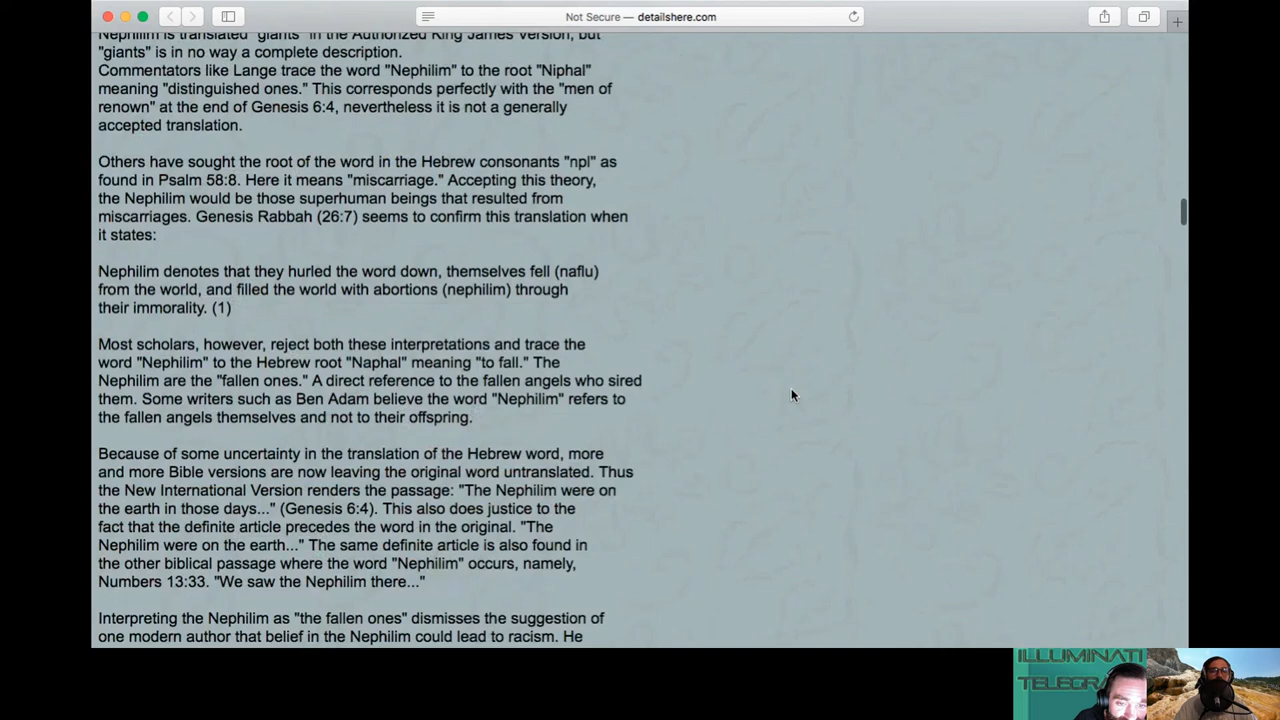 Not Secure — detailshere.com
Nephilim is translated "giants" in the Authorized King James Version, but
"giants" is in no way a complete description.
Commentators like Lange trace the word "Nephilim" to the root "Niphal"
meaning "distinguished ones." This corresponds perfectly with the "men of
renown" at the end of Genesis 6:4, nevertheless it is not a generally
accepted translation.
Others have sought the root of the word in the Hebrew consonants "npl" as
found in Psalm 58:8. Here it means "miscarriage." Accepting this theory,
the Nephilim would be those superhuman beings that resulted from
miscarriages. Genesis Rabbah (26:7) seems to confirm this translation when
it states:
Nephilim denotes that they hurled the word down, themselves fell (naflu)
from the world, and filled the world with abortions (nephilim) through
their immorality. (1)
Most scholars, however, reject both these interpretations and trace the
word "Nephilim" to the Hebrew root "Naphal" meaning "to fall." The
Nephilim are the "fallen ones." A direct reference to the fallen angels who sired
them. Some writers such as Ben Adam believe the word "Nephilim" refers to
the fallen angels themselves and not to their offspring.
Because of some uncertainty in the translation of the Hebrew word, more
and more Bible versions are now leaving the original word untranslated. Thus
the New International Version renders the passage: "The Nephilim were on
the earth in those days..." (Genesis 6:4). This also does justice to the
fact that the definite article precedes the word in the original. "The
Nephilim were on the earth..." The same definite article is also found in
the other biblical passage where the word "Nephilim" occurs, namely,
Numbers 13:33. "We saw the Nephilim there..."
Interpreting the Nephilim as "the fallen ones" dismisses the suggestion of
one modern author that belief in the Nephilim could lead to racism. He
ILLUMINATI